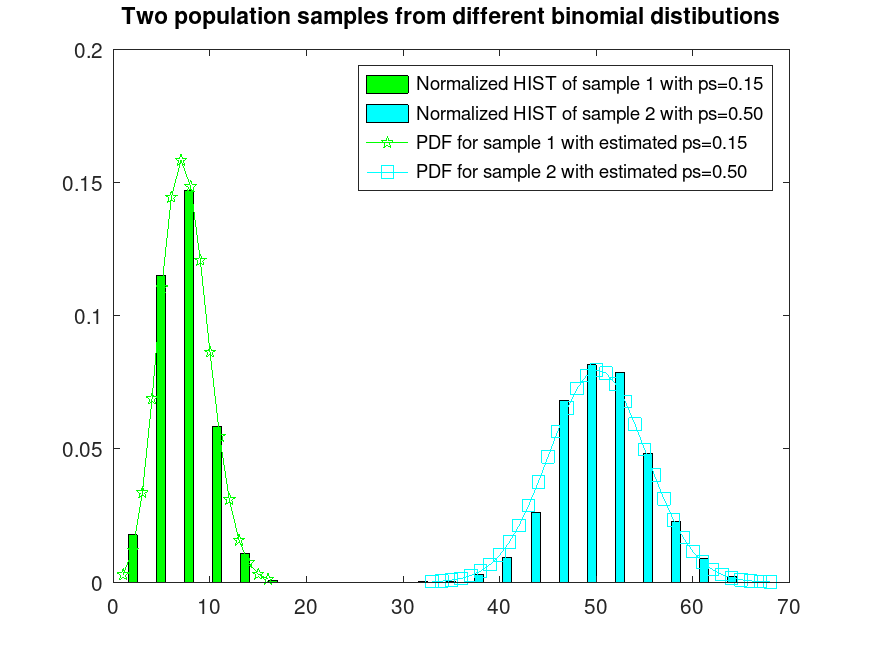 Two population samples from different binomial distibutions
0.2
0.15
0.1
0.05
0
Normalized HIST of sample 1 with ps=0.15
Normalized HIST of sample 2 with ps=0.50
PDF for sample 1 with estimated ps=0.15
PDF for sample 2 with estimated ps=0.50
0 10 20 30 40 50 60 70